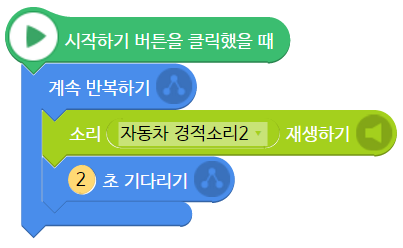 시작하기 버튼을 클릭했을 때
계속 반복하기
소리 자동차 경적소리2 재생하기
2 초 기다리기